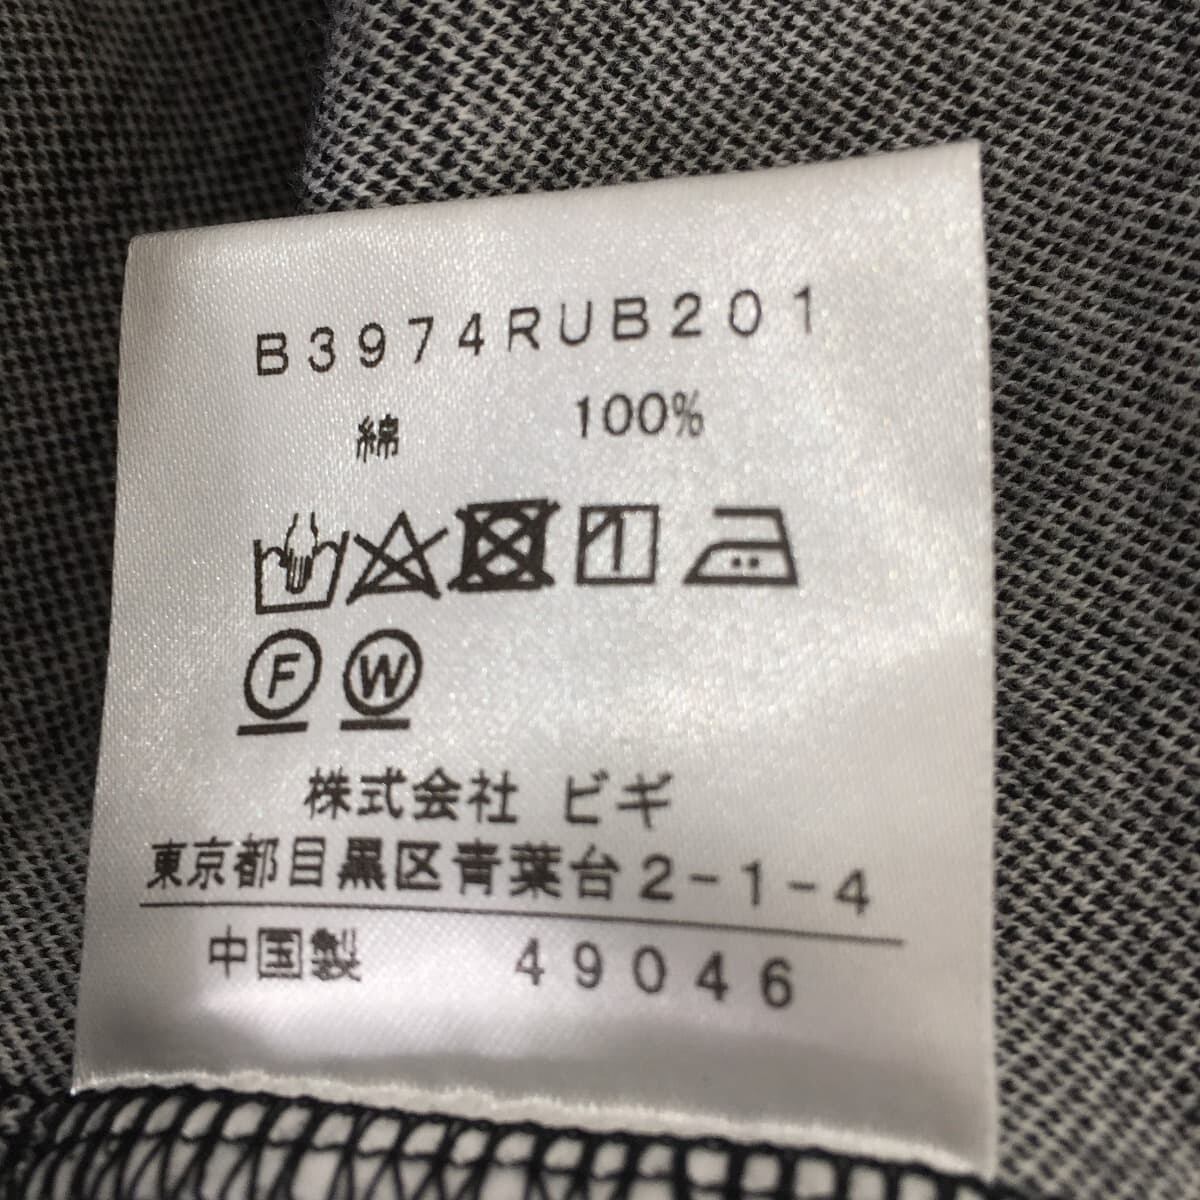 B3974RUB201
綿 100%
F W
株式会社 ビギ
東京都目黒区青葉台2-1-4
中国製 49046